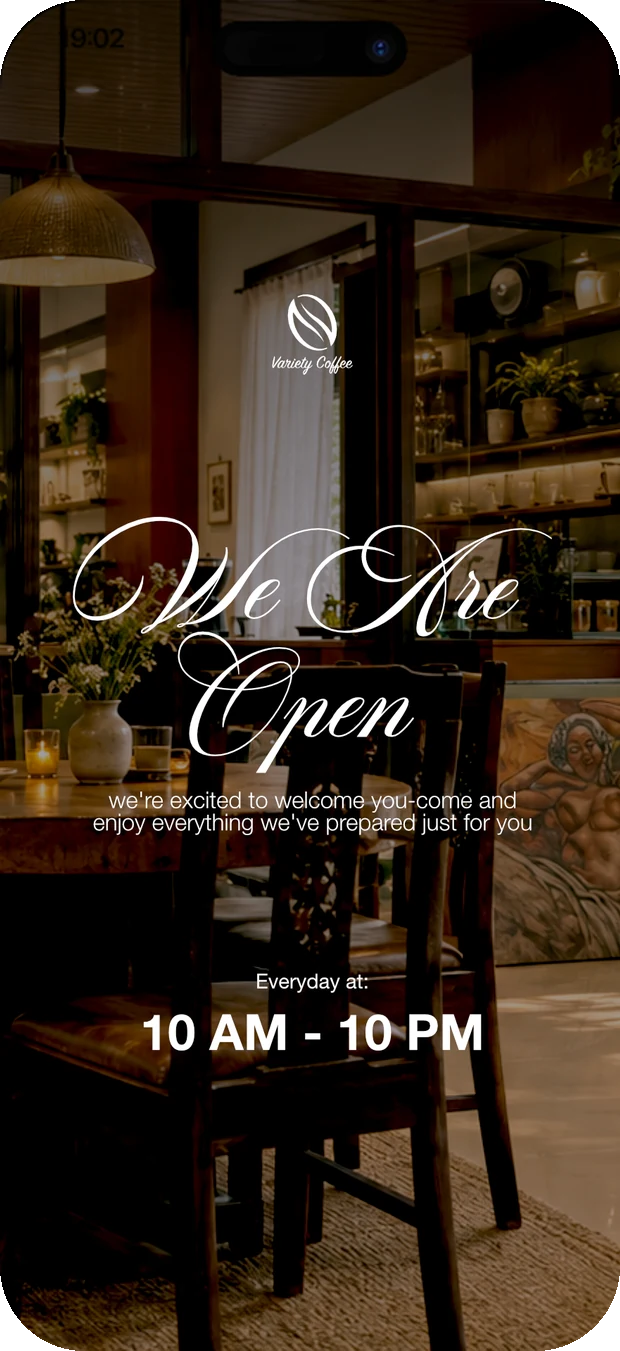 19:02
Variety Coffee
We Are
Open
we're excited to welcome you-come and
enjoy everything we've prepared just for you
Everyday at:
10 AM - 10 PM